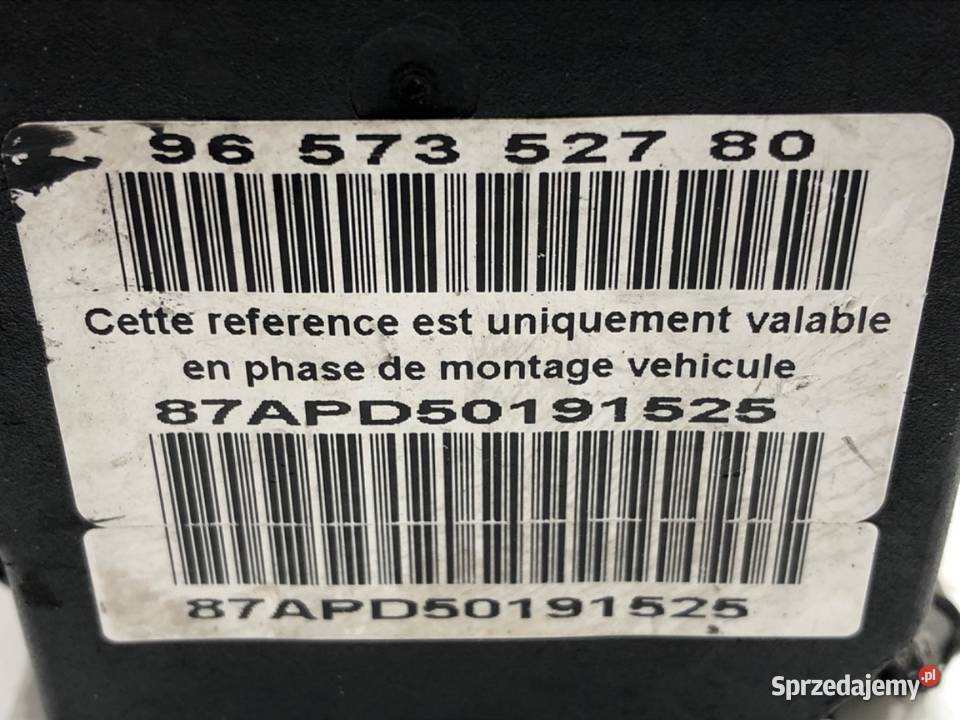 96 573 527 80
Cette reference est uniquement valable
en phase de montage vehicule
87APD50191525
87APD50191525
Sprzedajemy.pl